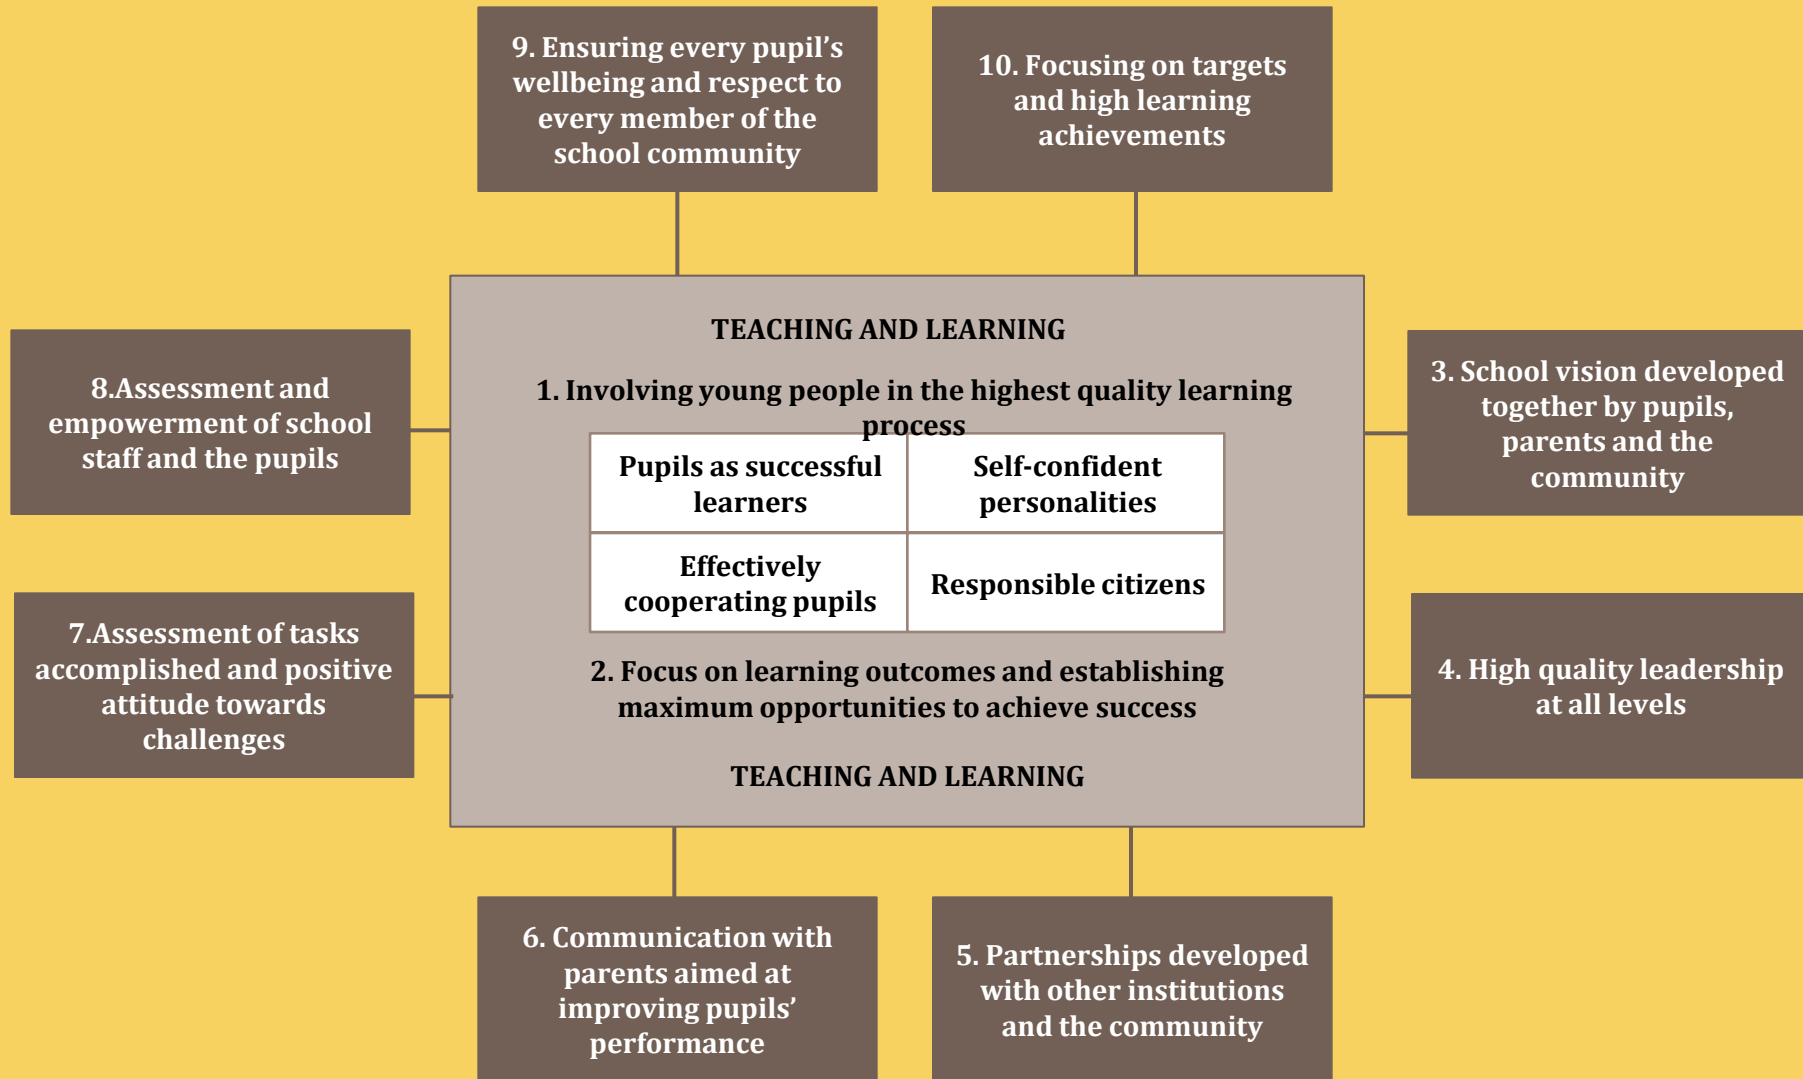 9. Ensuring every pupil’s
wellbeing and respect to
every member of the
school community
10. Focusing on targets
and high learning
achievements
TEACHING AND LEARNING
1. Involving young people in the highest quality learning
process
Pupils as successful
learners
Self-confident
personalities
Effectively
cooperating pupils
Responsible citizens
2. Focus on learning outcomes and establishing
maximum opportunities to achieve success
TEACHING AND LEARNING
3. School vision developed
together by pupils,
parents and the
community
4. High quality leadership
at all levels
5. Partnerships developed
with other institutions
and the community
6. Communication with
parents aimed at
improving pupils’
performance
7.Assessment of tasks
accomplished and positive
attitude towards
challenges
8.Assessment and
empowerment of school
staff and the pupils